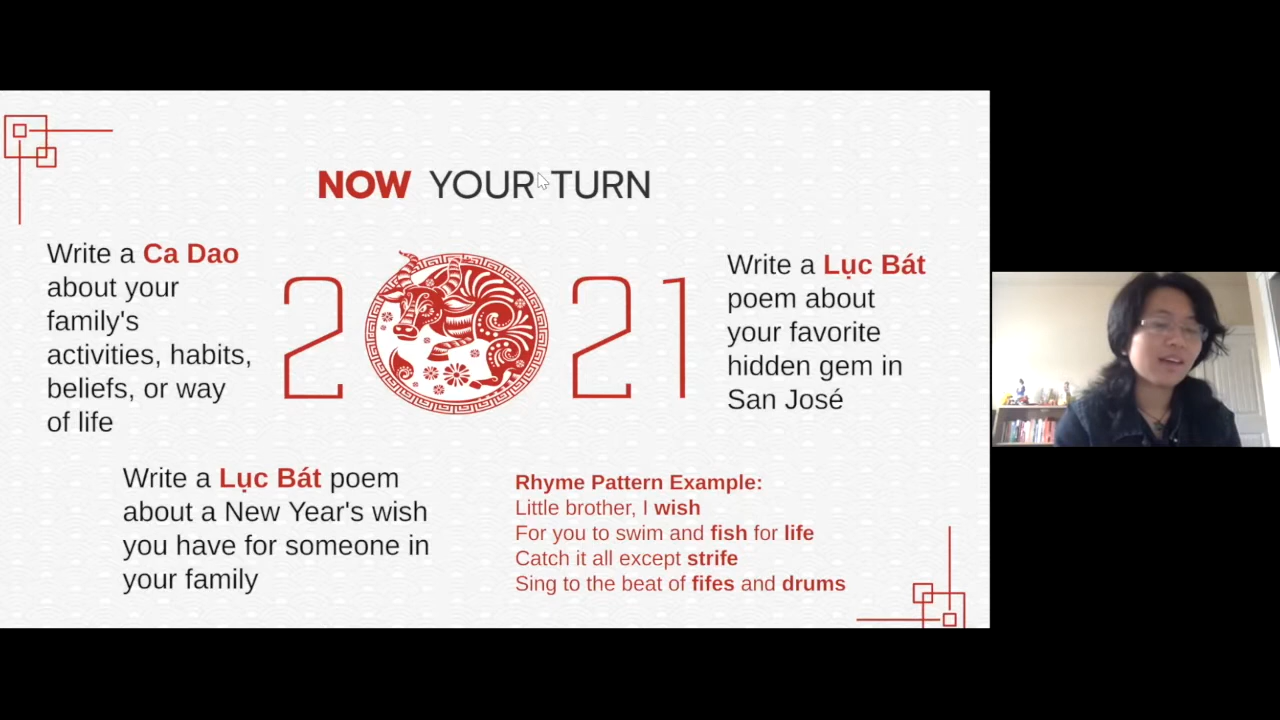 NOW YOUR TURN
Write a Ca Dao
about your
family's
activities, habits,
beliefs, or way
of life
2 21
Write a Lục Bát
poem about
your favorite
hidden gem in
San José
Write a Lục Bát poem
about a New Year's wish
you have for someone in
your family
Rhyme Pattern Example:
Little brother, I wish
For you to swim and fish for life
Catch it all except strife
Sing to the beat of fifes and drums